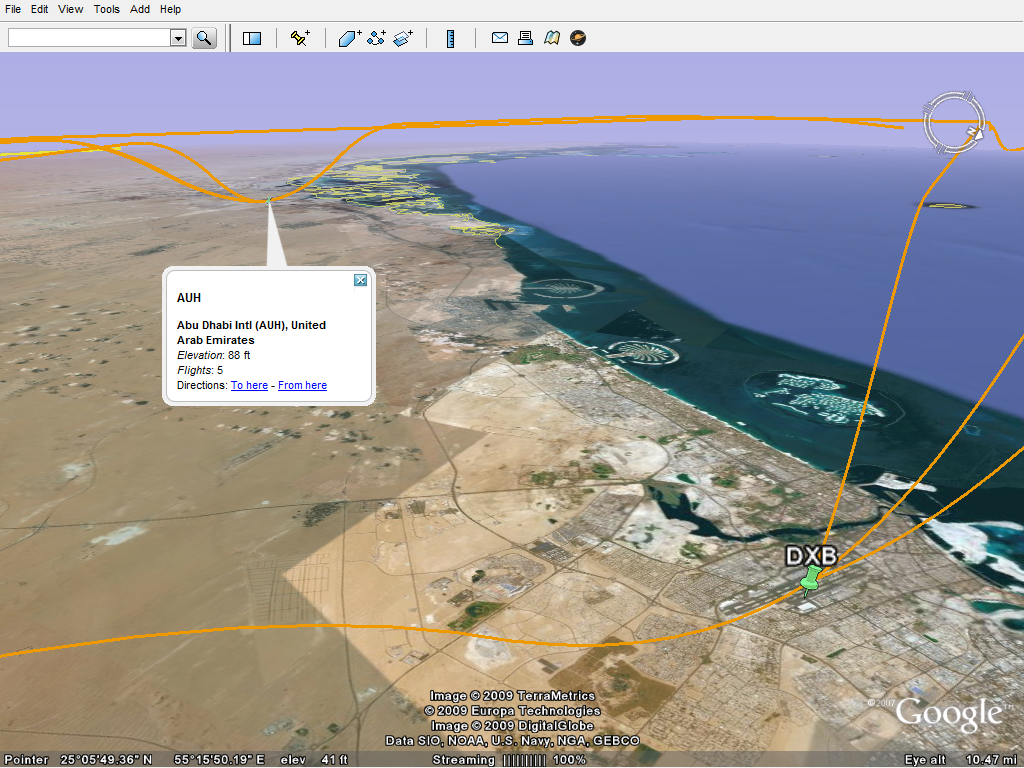 File Edit View Tools Add Help
N
AUH
Abu Dhabi Intl (AUH), United
Arab Emirates
Elevation: 88 ft
Flights: 5
Directions: To here - From here
DXB
Image © 2009 TerraMetrics
© 2009 Europa Technologies
Image © 2009 DigitalGlobe
Data SIO, NOAA, U.S. Navy, NGA, GEBCO
©2007 Google™
Pointer 25°05'49.36" N 55°15'50.19" E elev 41 ft Streaming ||||||||| 100% Eye alt 10.47 mi